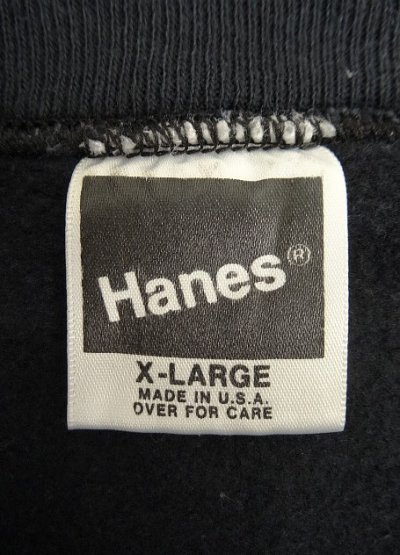 Hanes®
X-LARGE
MADE IN U.S.A.
OVER FOR CARE